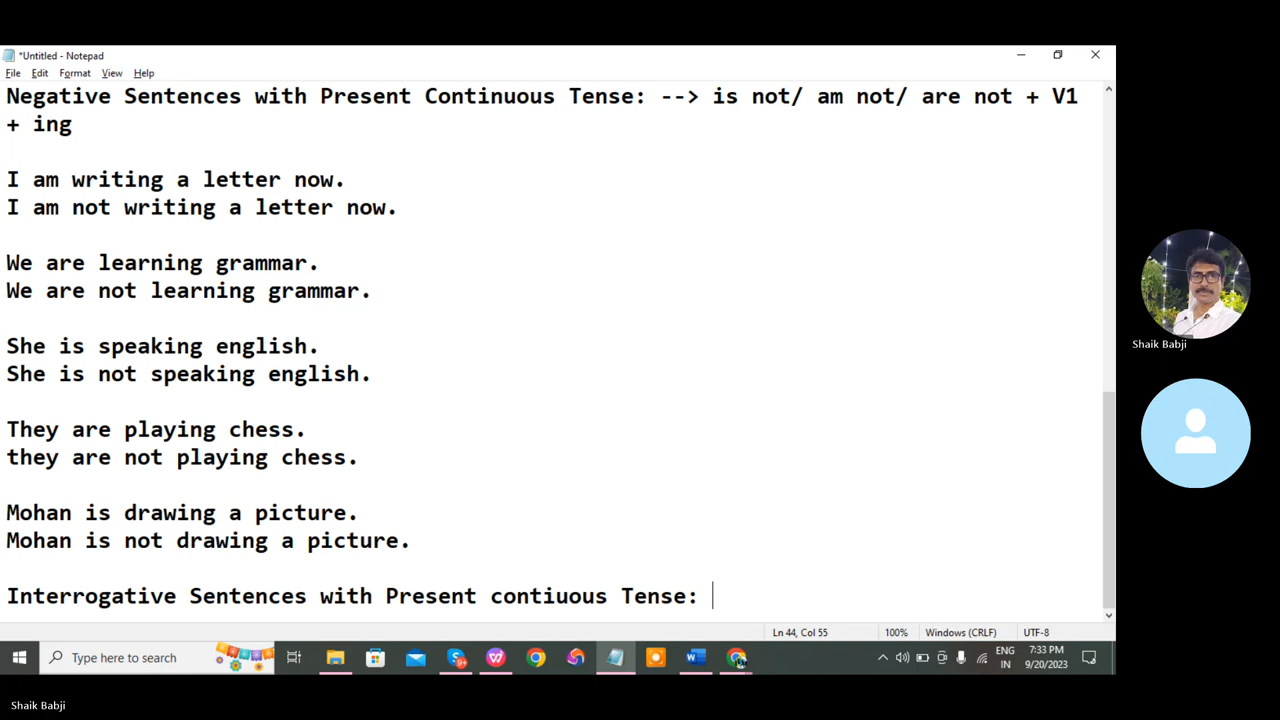 *Untitled - Notepad
File Edit Format View Help
Negative Sentences with Present Continuous Tense: --> is not/ am not/ are not + V1
+ ing
I am writing a letter now.
I am not writing a letter now.
We are learning grammar.
We are not learning grammar.
She is speaking english.
She is not speaking english.
They are playing chess.
they are not playing chess.
Mohan is drawing a picture.
Mohan is not drawing a picture.
Interrogative Sentences with Present contiuous Tense:
Ln 44, Col 55 100% Windows (CRLF) UTF-8
Type here to search
ENG
IN
7:33 PM
9/20/2023
Shaik Babji
Shaik Babji